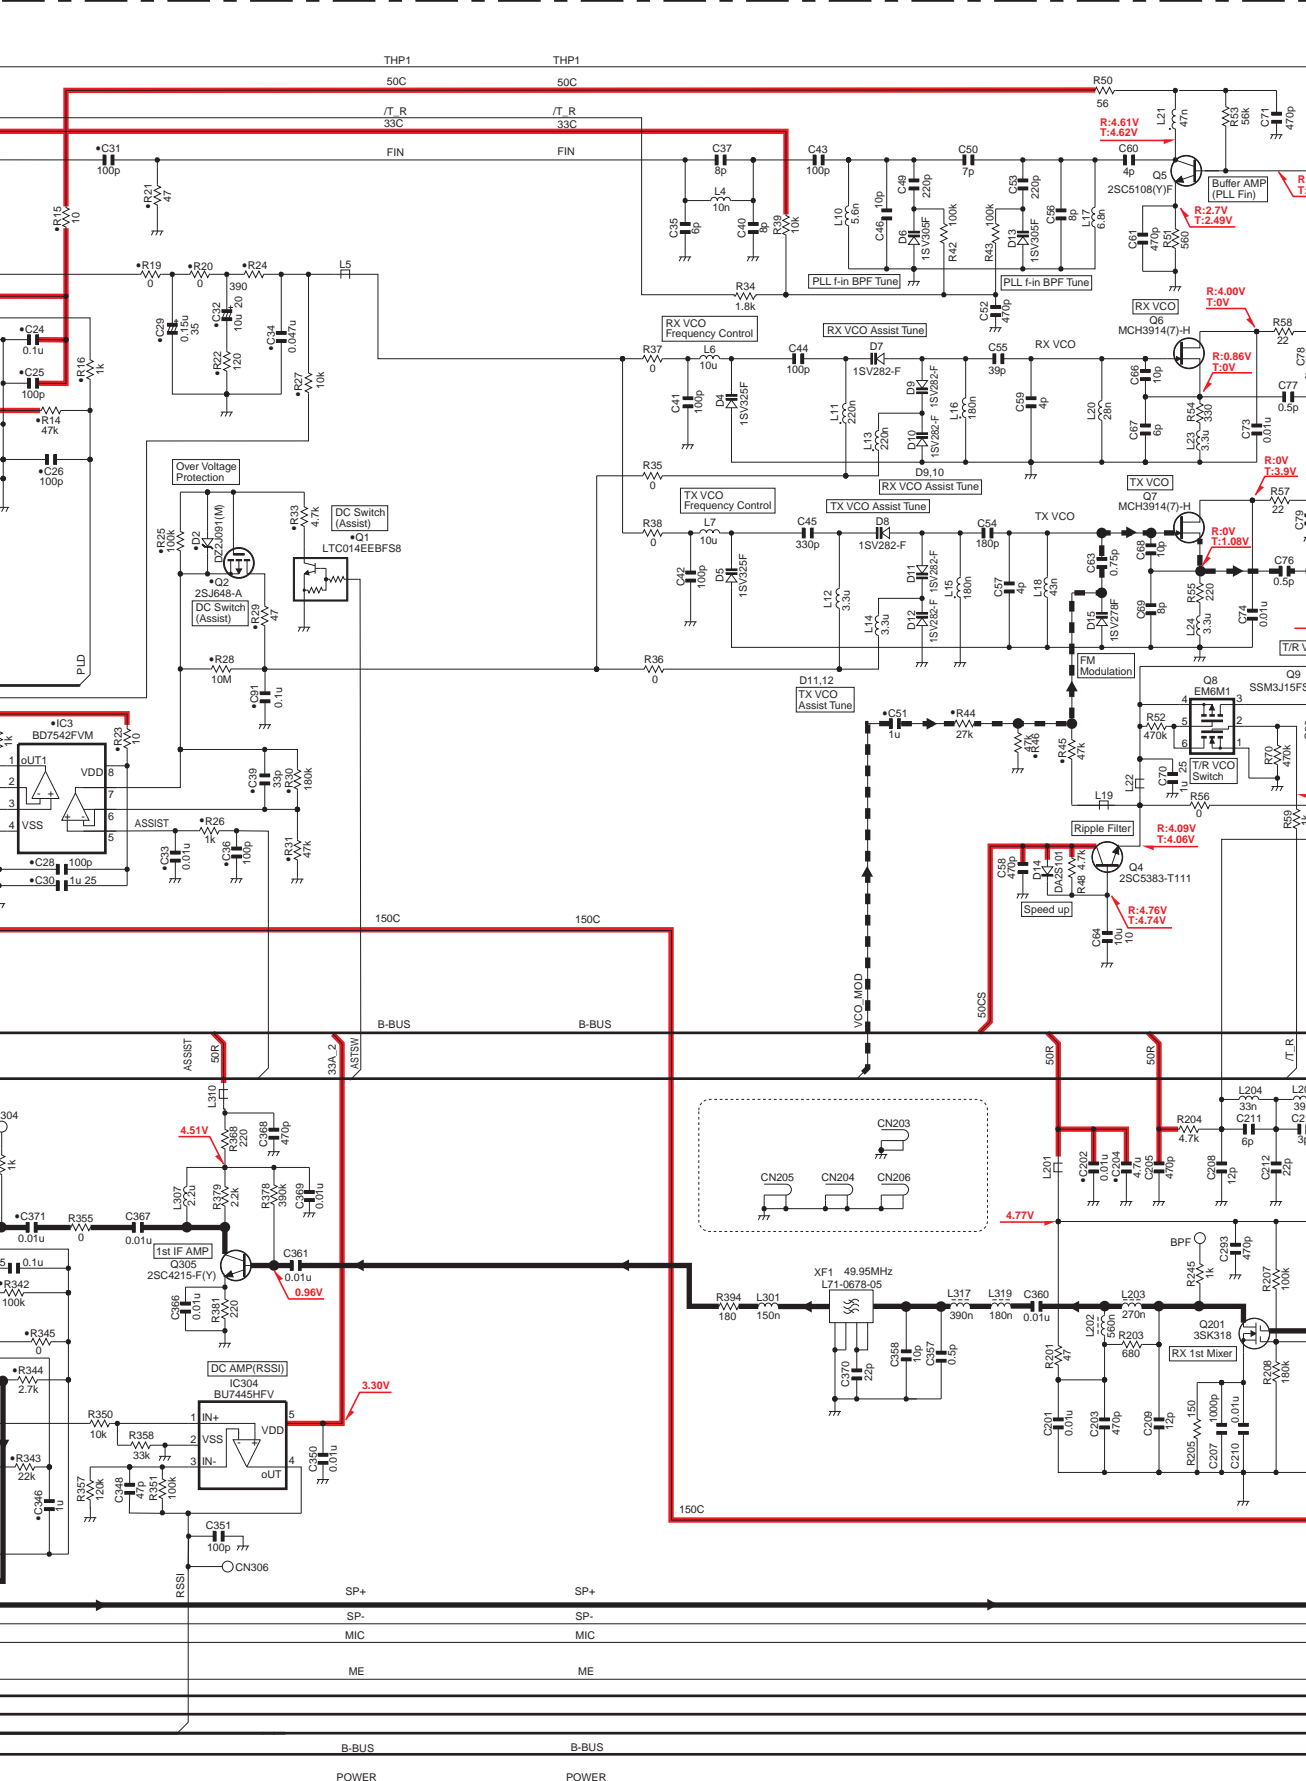 THP1 THP1
50C 50C
/T_R /T_R
33C 33C
FIN FIN
R50
56
L21
47n
R53
56k
C71
470p
R:4.61V
T:4.62V
•C31
100p
•R21
47
•R15
10
C37
8p
L4
10n
C35
6p
C40
8p
R39
10k
C43
100p
L10
5.6n
C46
10p
C49
220p
D6
1SV305F
R42
100k
C50
7p
R43
100k
C53
220p
D13
1SV305F
C56
8p
L17
6.8n
C60
4p
Q5
2SC5108(Y)F
Buffer AMP
(PLL Fin)
R:2.7V
T:2.49V
C61
470p
R51
560
PLL f-in BPF Tune
PLL f-in BPF Tune
R34
1.8k
C52
470p
•R19
0
•R20
0
•R24
390
L5
•C29
0.15u
35
•C32
10u 20
•R22
120
•C34
0.047u
•R27
10k
•C24
0.1u
•C25
100p
•R16
1k
•R14
47k
•C26
100p
RX VCO
Frequency Control
RX VCO Assist Tune
R37
0
L6
10u
C41
100p
D4
1SV325F
C44
100p
D7
1SV282-F
L11
220n
L13
220n
D9
1SV282-F
D10
1SV282-F
L16
180n
C55
39p
C59
4p
RX VCO
L20
28n
RX VCO
Q6
MCH3914(7)-H
R:4.00V
T:0V
R58
22
C78
R:0.86V
T:0V
C66
10p
C67
6p
R54
330
L23
3.3u
C73
0.01u
C77
0.5p
R35
0
D9,10
RX VCO Assist Tune
TX VCO
Frequency Control
TX VCO Assist Tune
R38
0
L7
10u
C42
100p
D5
1SV325F
C45
330p
D8
1SV282-F
L12
3.3u
L14
3.3u
D11
1SV282-F
D12
1SV282-F
L15
180n
C54
180p
C57
4p
L18
43n
TX VCO
C63
0.75p
D15
1SV278F
TX VCO
Q7
MCH3914(7)-H
R:0V
T:3.9V
R57
22
C79
R:0V
T:1.08V
C68
10p
C69
8p
R55
220
L24
3.3u
C74
0.01u
C76
0.5p
R36
0
D11,12
TX VCO
Assist Tune
FM
Modulation
Over Voltage
Protection
•R25
100k
•D2
DZ2J091(M)
•R33
4.7k
DC Switch
(Assist)
•Q1
LTC014EEBFS8
•Q2
2SJ648-A
DC Switch
(Assist)
•R29
47
•R28
10M
•C91
0.1u
PLD
•IC3
BD7542FVM
•R23
10
1 oUT1
2
3
4 VSS
VDD 8
7
6
5
1k
•C39
33p
•R30
180k
ASSIST
•R26
1k
•C33
0.01u
•C36
100p
•R31
47k
•C28 100p
•C30 1u 25
•C51
1u
•R44
27k
•R46
47k
R45
47k
Q8
EM6M1
Q9
SSM3J15FS
4
5
6
3
2
1
R52
470k
C70
1u
25
L22
T/R VCO
Switch
R70
470k
R56
0
R59
1k
L19
Ripple Filter
R:4.09V
T:4.06V
C58
470p
D14
DA2S101
R48
4.7k
Q4
2SC5383-T111
Speed up
R:4.76V
T:4.74V
C64
10u
10
150C 150C
VCO_MOD
50CS
B-BUS B-BUS
ASSIST
50R
33A_2
ASTSW
50R
50R
/T_R
304
1k
L310
4.51V
R368
220
C368
470p
L307
2.2u
R379
2.2k
R378
390k
C369
0.01u
•C371
0.01u
R355
0
C367
0.01u
1st IF AMP
Q305
2SC4215-F(Y)
C361
0.01u
0.96V
C366
0.01u
R381
220
0.1u
•R342
100k
•R345
0
•R344
2.7k
•R343
22k
•C346
1u
DC AMP(RSSI)
IC304
BU7445HFV
3.30V
R350
10k
R358
33k
1 IN+
2 VSS
3 IN-
5
VDD
4
oUT
C350
0.01u
R357
120k
C348
47p
R351
100k
C351
100p
CN306
RSSI
CN203
CN205
CN204
CN206
L201
•C202
0.01u
•C204
4.7u
C205
470p
R204
4.7k
C208
12p
L204
33n
C211
6p
C212
22p
4.77V
BPF
C293
470p
R245
1k
R207
100k
XF1 49.95MHz
L71-0678-05
R394
180
L301
150n
C370
22p
C358
10p
C357
0.5p
L317
390n
L319
180n
C360
0.01u
L202
560n
L203
270n
R203
680
R201
47
Q201
3SK318
RX 1st Mixer
R208
180k
C201
0.01u
C203
470p
C209
12p
R205
150
C207
1000p
C210
0.01u
150C
SP+ SP+
SP- SP-
MIC MIC
ME ME
B-BUS B-BUS
POWER POWER